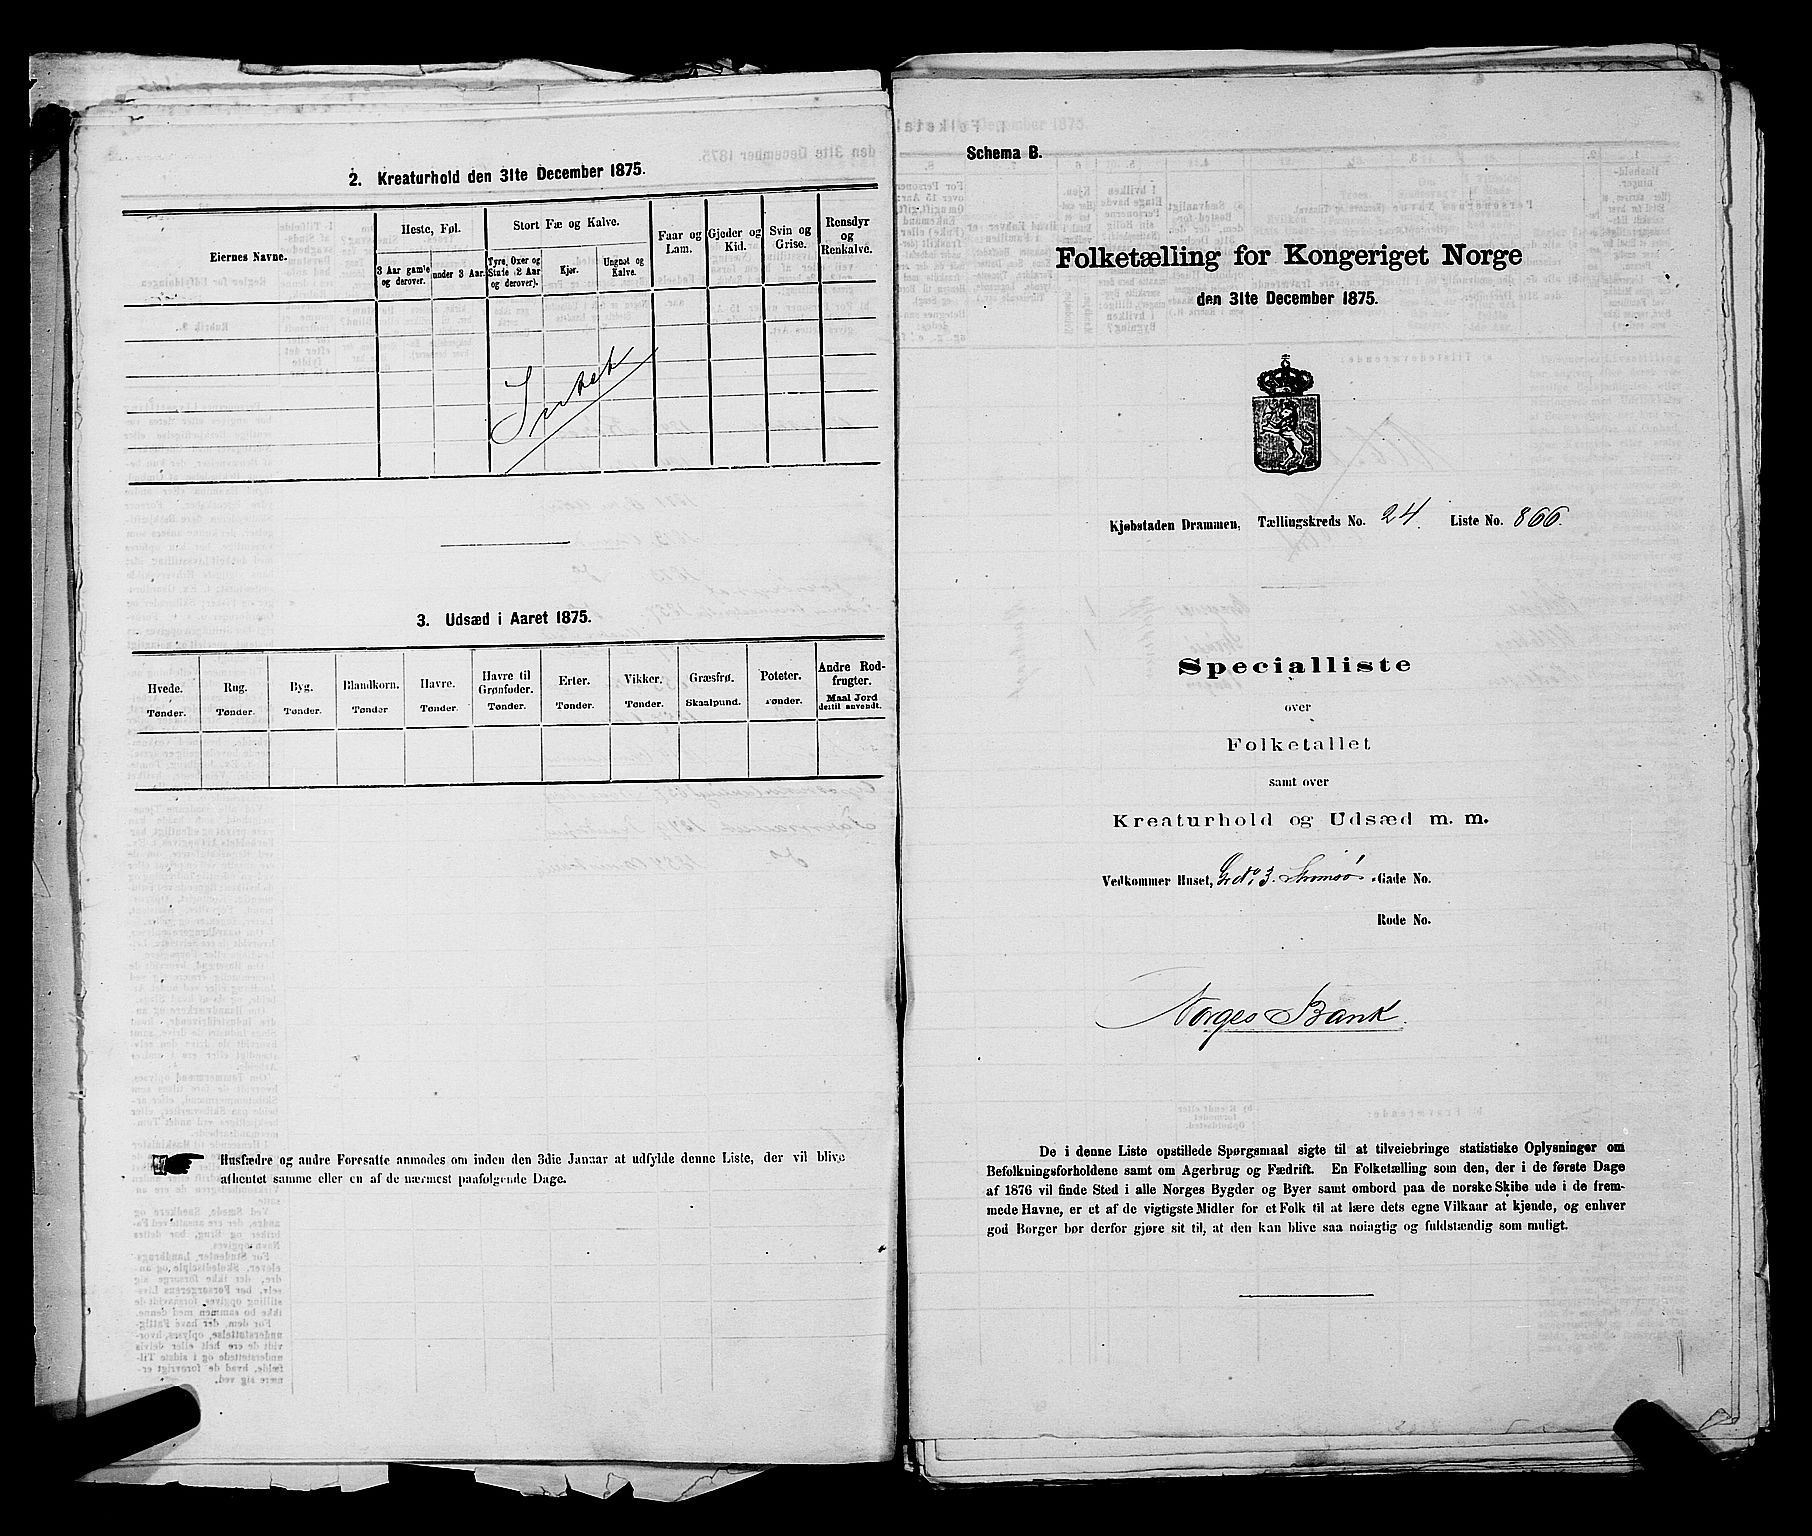 2. Kreaturhold den 31te December 1875.
Eiernes Navne.
Heste, Føl.
3 Aar gamle og derover.
under 3 Aar.
Stort Fæ og Kalve.
Tyre, Oxer og Stude (2 Aar og derover).
Kjør.
Ungnøt og Kalve.
Faar og Lam.
Gjeder og Kid.
Svin og Grise.
Rensdyr og Renkalve.
Intet
3. Udsæd i Aaret 1875.
Hvede. Tønder.
Rug. Tønder.
Byg. Tønder.
Blandkorn. Tønder
Havre. Tønder.
Havre til Grønfoder. Tønder.
Erter. Tønder.
Vikker. Tønder.
Græsfrø. Skaalpund.
Poteter. Tønder.
Andre Rodfrugter. Maal Jord dertil anvendt.
Husfædre og andre Foresatte anmodes om inden den 3die Januar at udfylde denne Liste, der vil blive
afhentet samme eller en af de nærmest paafølgende Dage.
Schema B.
Folketælling for Kongeriget Norge
den 31te December 1875.
Kjøbstaden Drammen, Tællingskreds No. 24. Liste No. 866.
Specialliste
over
Folketallet
samt over
Kreaturhold og Udsæd m. m.
Vedkommer Huset, G. No. 3. Strømsø -Gade No.
Rode No.
Norges Bank.
De i denne Liste opstillede Spørgsmaal sigte til at tilveiebringe statistiske Oplysninger om
Befolkningsforholdene samt om Agerbrug og Fædrift. En Folketælling som den, der i de første Dage
af 1876 vil finde Sted i alle Norges Bygder og Byer samt ombord paa de norske Skibe ude i de frem-
mede Havne, er et af de vigtigste Midler for et Folk til at lære dets egne Vilkaar at kjende, og enhver
god Borger bør derfor gjøre sit til, at den kan blive saa nøiagtig og fuldstændig som muligt.